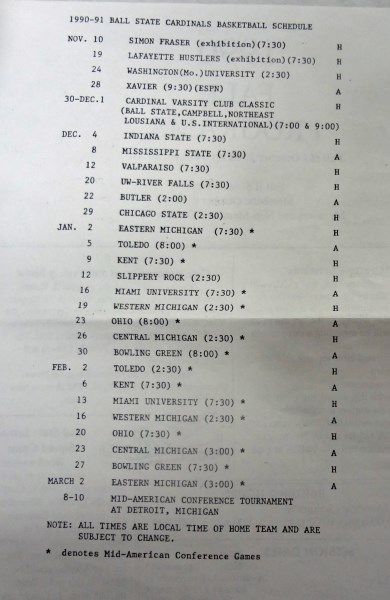 1990-91 BALL STATE CARDINALS BASKETBALL SCHEDULE
NOV. 10 SIMON FRASER (exhibition)(7:30) H
19 LAFAYETTE HUSTLERS (exhibition)(7:30) H
24 WASHINGTON(Mo.)UNIVERSITY (2:30) H
28 XAVIER (9:30)(ESPN) A
30-DEC.1 CARDINAL VARSITY CLUB CLASSIC H
(BALL STATE,CAMPBELL,NORTHEAST
LOUSIANA & U.S.INTERNATIONAL)(7:00 & 9:00)
DEC. 4 INDIANA STATE (7:30) H
8 MISSISSIPPI STATE (7:30) A
12 VALPARAISO (7:30) H
20 UW-RIVER FALLS (7:30) H
22 BUTLER (2:00) A
29 CHICAGO STATE (2:30) H
JAN. 2 EASTERN MICHIGAN (7:30) * H
5 TOLEDO (8:00) * A
9 KENT (7:30) * H
12 SLIPPERY ROCK (2:30) H
16 MIAMI UNIVERSITY (7:30) * A
19 WESTERN MICHIGAN (2:30) * H
23 OHIO (8:00) * A
26 CENTRAL MICHIGAN (2:30) * H
30 BOWLING GREEN (8:00) * A
FEB. 2 TOLEDO (2:30) * H
6 KENT (7:30) * A
13 MIAMI UNIVERSITY (7:30) * H
16 WESTERN MICHIGAN (2:30) * A
20 OHIO (7:30) * H
23 CENTRAL MICHIGAN (3:00) * A
27 BOWLING GREEN (7:30) * H
MARCH 2 EASTERN MICHIGAN (3:00) * A
8-10 MID-AMERICAN CONFERENCE TOURNAMENT
AT DETROIT, MICHIGAN
NOTE: ALL TIMES ARE LOCAL TIME OF HOME TEAM AND ARE
SUBJECT TO CHANGE.
* denotes Mid-American Conference Games